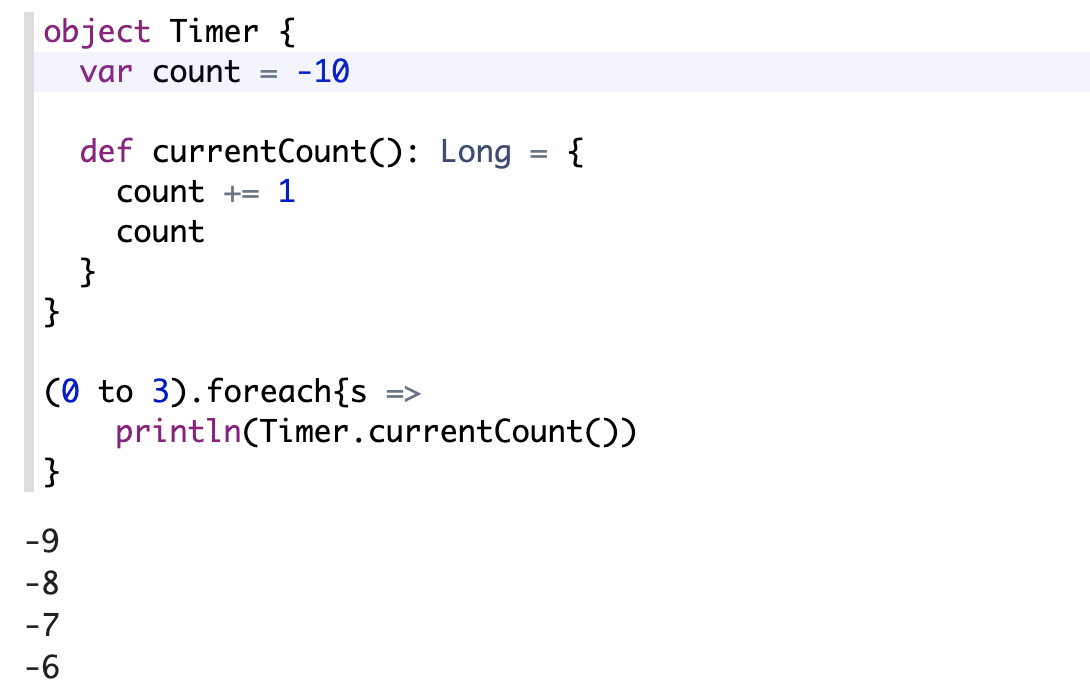 object Timer {
  var count = -10

  def currentCount(): Long = {
    count += 1
    count
  }
}

(0 to 3).foreach{s =>
    println(Timer.currentCount())
}
-9
-8
-7
-6